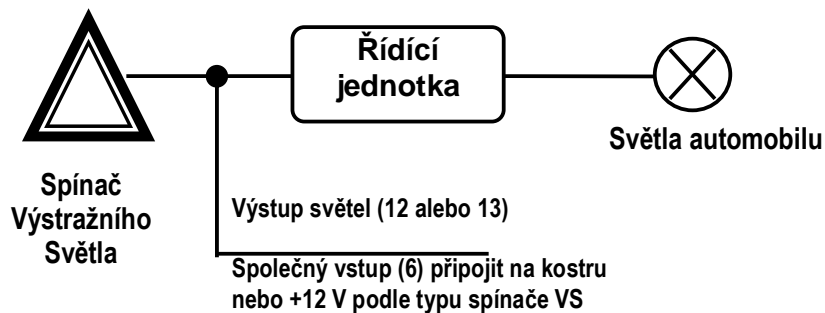 Řídící
jednotka
Světla automobilu
Spínač
Výstražního
Světla
Výstup světel (12 alebo 13)
Společný vstup (6) připojit na kostru
nebo +12 V podle typu spínače VS